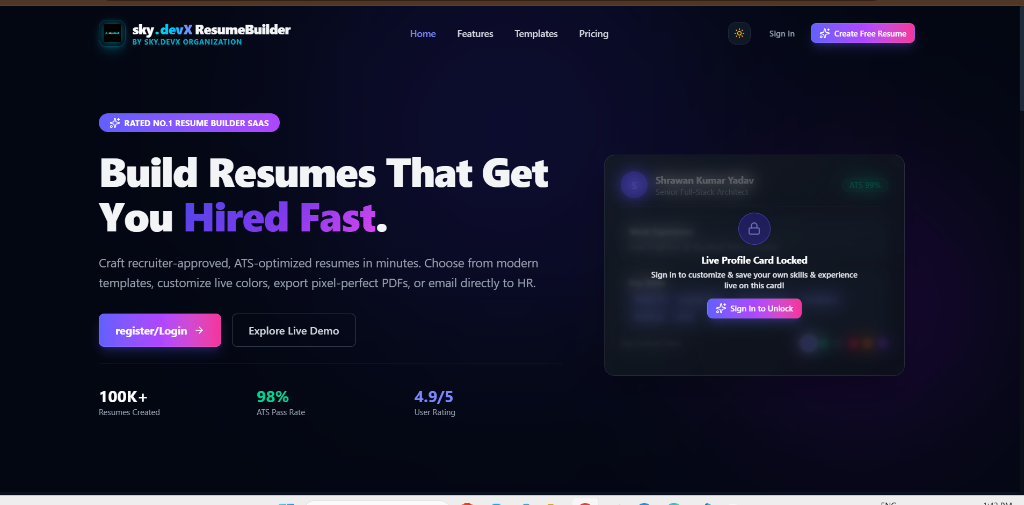 sky.devX ResumeBuilder
BY SKY.DEVX ORGANIZATION
Home
Features
Templates
Pricing
Sign In
Create Free Resume
RATED NO.1 RESUME BUILDER SAAS
Build Resumes That Get
You Hired Fast.
Craft recruiter-approved, ATS-optimized resumes in minutes. Choose from modern
templates, customize live colors, export pixel-perfect PDFs, or email directly to HR.
register/Login
Explore Live Demo
100K+
Resumes Created
98%
ATS Pass Rate
4.9/5
User Rating
S
Shrawan Kumar Yadav
Senior Full-Stack Architect
ATS 99%
Live Profile Card Locked
Sign in to customize & save your own skills & experience
live on this card!
Sign In to Unlock